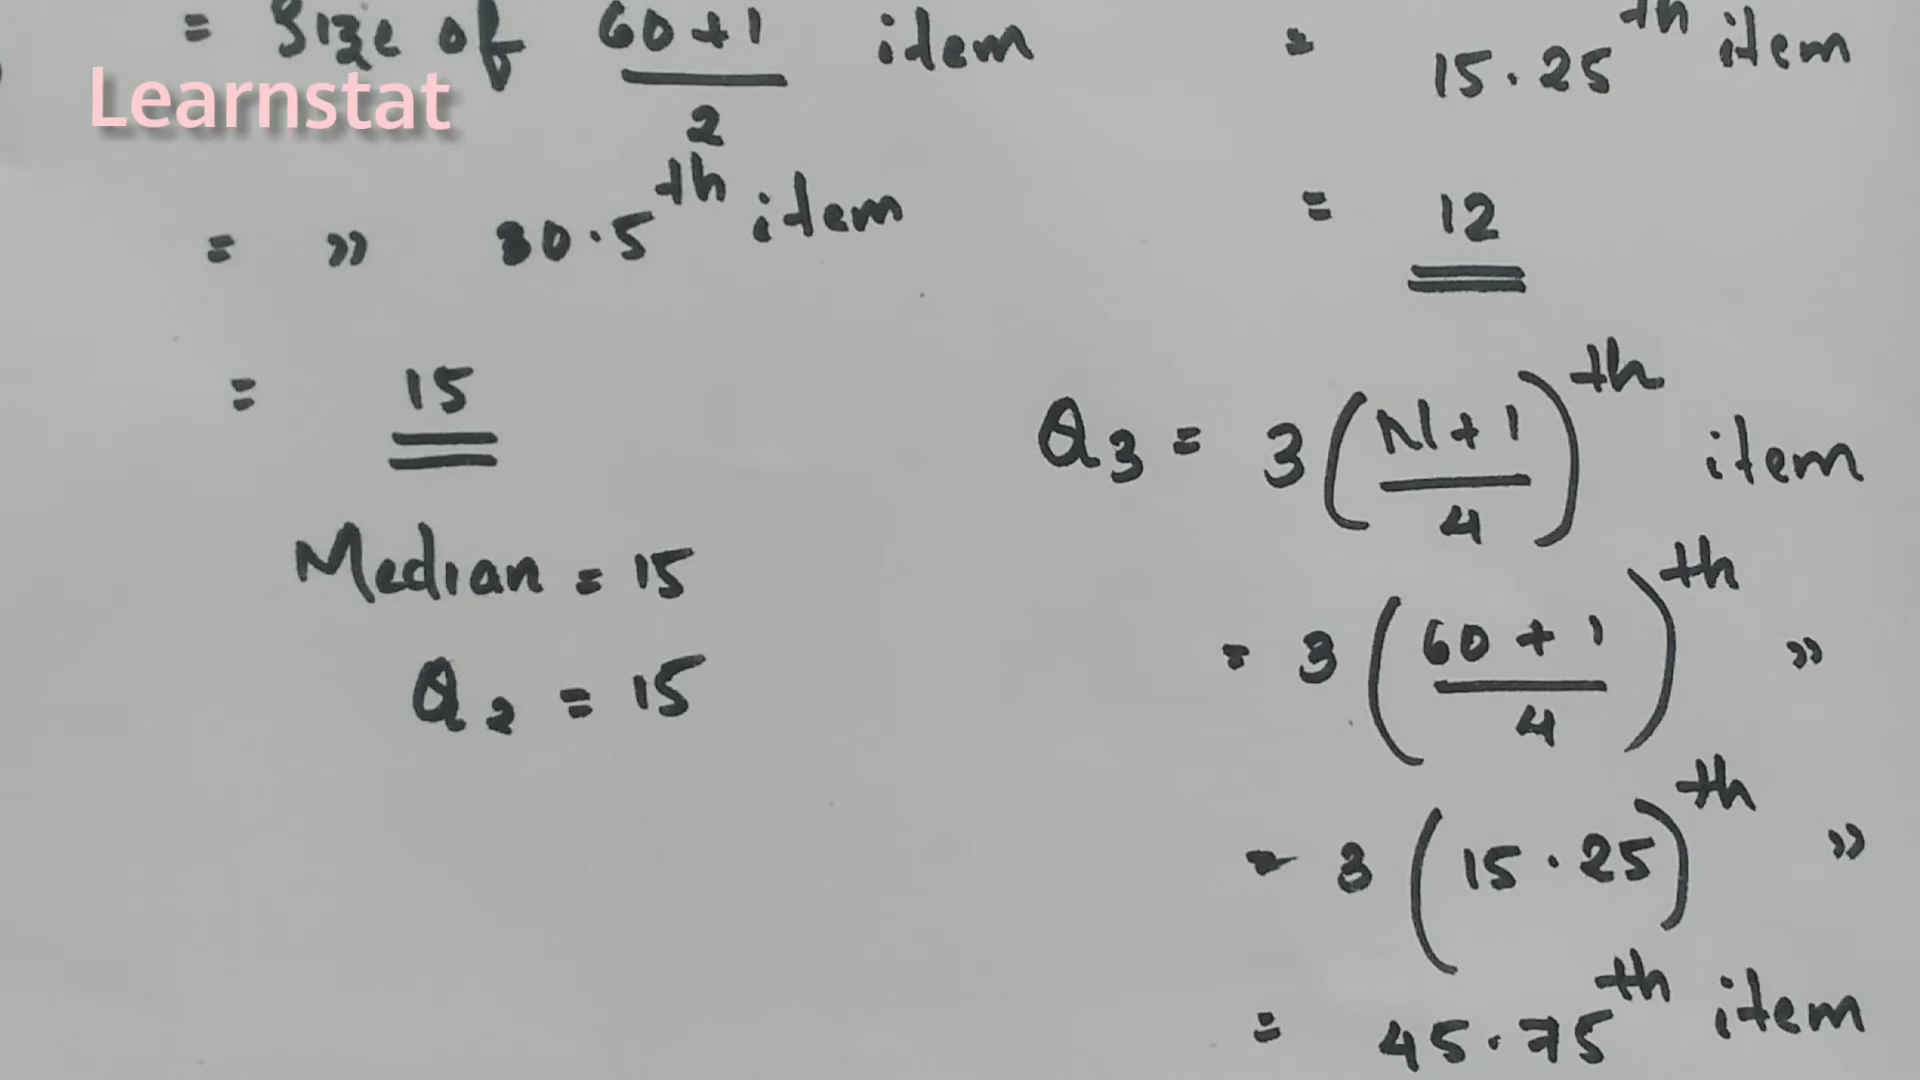 = Size of 60+1/2 item
Learnstat
= " 30.5th item
= 15
Median = 15
Q2 = 15
= 15.25th item
= 12
Q3 = 3(N+1/4)th item
= 3(60+1/4)th "
= 3(15.25)th "
= 45.75th item